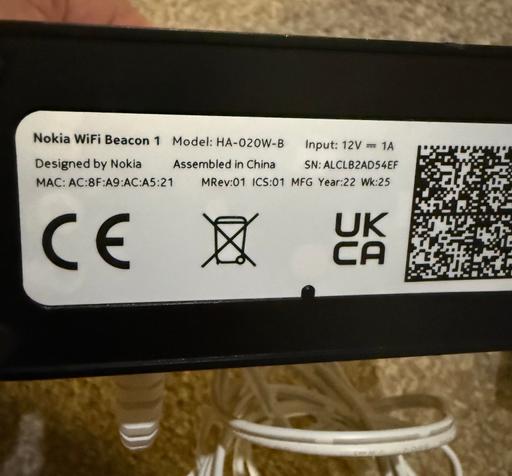 Nokia WiFi Beacon 1 Model: HA-020W-B Input: 12V ⎓ 1A
Designed by Nokia Assembled in China SN: ALCLB2AD54EF
MAC: AC:8F:A9:AC:A5:21 MRev:01 ICS:01 MFG Year:22 Wk:25
CE UK
CA